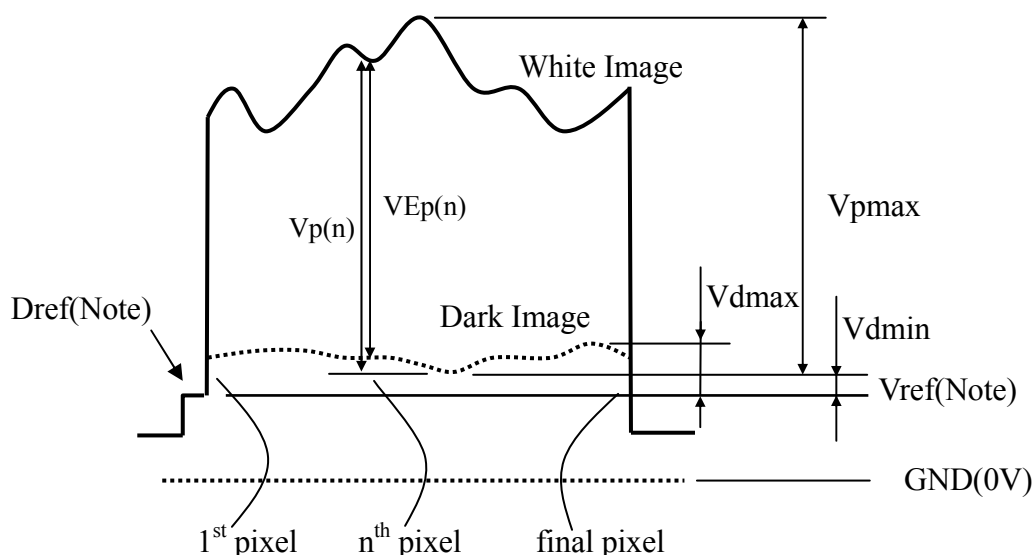 White Image
Vpmax
VEp(n)
Vp(n)
Vdmax
Dref(Note)
Dark Image
Vdmin
Vref(Note)
GND(0V)
1st pixel
nth pixel
final pixel